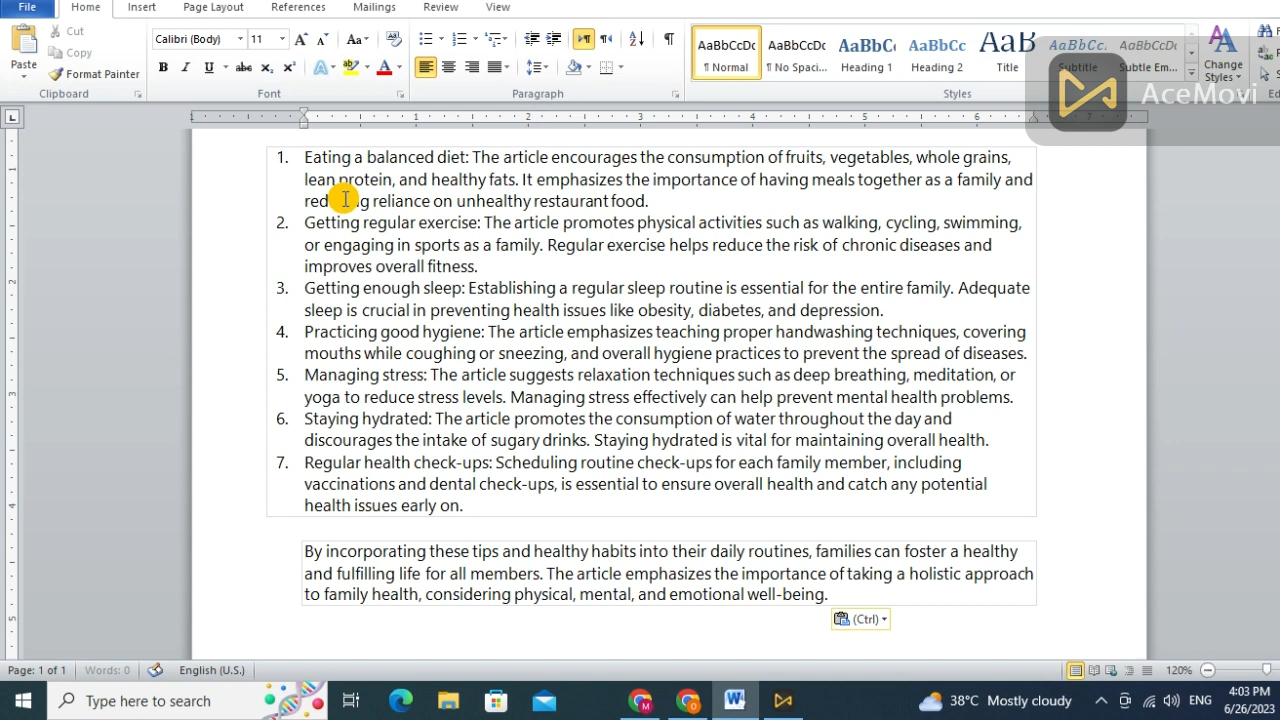 File Home Insert Page Layout References Mailings Review View
Cut
Copy
Format Painter
Paste
Clipboard
Calibri (Body) 11
A A Aa
B I U abc X₂ X² A A
Font
Paragraph
AaBbCcDc AaBbCcDc AaBbC AaBbCc AaB AaBbCc. AaBbCcDc
¶ Normal ¶ No Spaci... Heading 1 Heading 2 Title Subtitle Subtle Em...
Change
Styles
Styles
AceMovi
1. Eating a balanced diet: The article encourages the consumption of fruits, vegetables, whole grains,
lean protein, and healthy fats. It emphasizes the importance of having meals together as a family and
reliance on unhealthy restaurant food.
2. Getting regular exercise: The article promotes physical activities such as walking, cycling, swimming,
or engaging in sports as a family. Regular exercise helps reduce the risk of chronic diseases and
improves overall fitness.
3. Getting enough sleep: Establishing a regular sleep routine is essential for the entire family. Adequate
sleep is crucial in preventing health issues like obesity, diabetes, and depression.
4. Practicing good hygiene: The article emphasizes teaching proper handwashing techniques, covering
mouths while coughing or sneezing, and overall hygiene practices to prevent the spread of diseases.
5. Managing stress: The article suggests relaxation techniques such as deep breathing, meditation, or
yoga to reduce stress levels. Managing stress effectively can help prevent mental health problems.
6. Staying hydrated: The article promotes the consumption of water throughout the day and
discourages the intake of sugary drinks. Staying hydrated is vital for maintaining overall health.
7. Regular health check-ups: Scheduling routine check-ups for each family member, including
vaccinations and dental check-ups, is essential to ensure overall health and catch any potential
health issues early on.
By incorporating these tips and healthy habits into their daily routines, families can foster a healthy
and fulfilling life for all members. The article emphasizes the importance of taking a holistic approach
to family health, considering physical, mental, and emotional well-being.
(Ctrl)
Page: 1 of 1 Words: 0 English (U.S.) 120%
Type here to search
38°C Mostly cloudy ENG
4:03 PM
6/26/2023